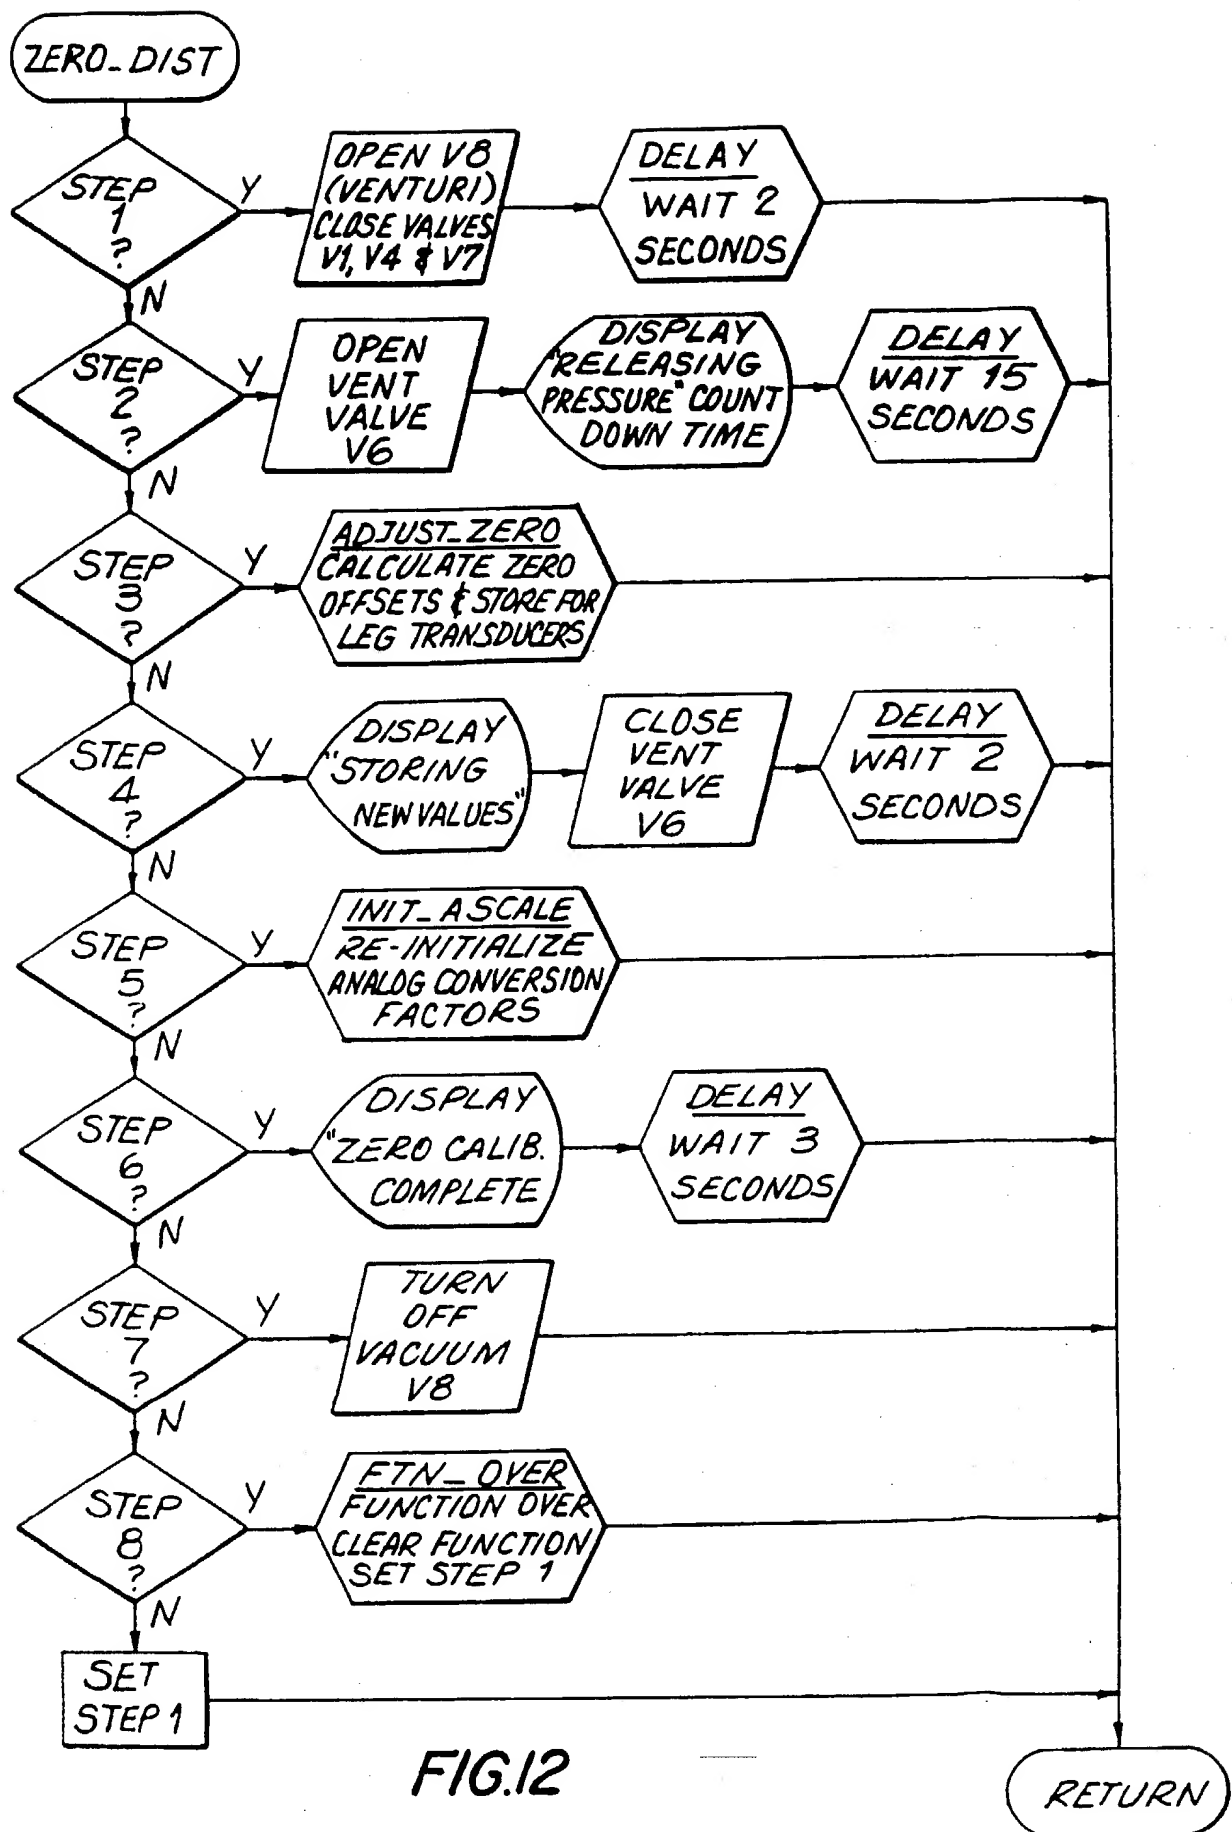 ZERO_DIST
STEP
1
?
Y
OPEN V8
(VENTURI)
CLOSE VALVES
V1, V4 & V7
DELAY
WAIT 2
SECONDS
N
STEP
2
?
Y
OPEN
VENT
VALVE
V6
DISPLAY
"RELEASING
PRESSURE" COUNT
DOWN TIME
DELAY
WAIT 15
SECONDS
N
STEP
3
?
Y
ADJUST_ZERO
CALCULATE ZERO
OFFSETS & STORE FOR
LEG TRANSDUCERS
N
STEP
4
?
Y
DISPLAY
"STORING
NEW VALUES"
CLOSE
VENT
VALVE
V6
DELAY
WAIT 2
SECONDS
N
STEP
5
?
Y
INIT_ASCALE
RE-INITIALIZE
ANALOG CONVERSION
FACTORS
N
STEP
6
?
Y
DISPLAY
"ZERO CALIB.
COMPLETE
DELAY
WAIT 3
SECONDS
N
STEP
7
?
Y
TURN
OFF
VACUUM
V8
N
STEP
8
?
Y
FTN_OVER
FUNCTION OVER
CLEAR FUNCTION
SET STEP 1
N
SET
STEP 1
RETURN
FIG.12